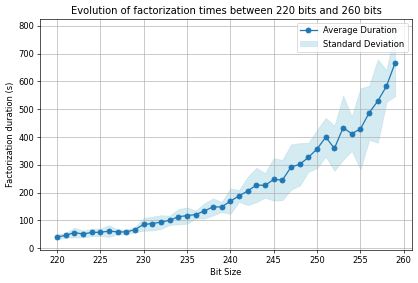 Evolution of factorization times between 220 bits and 260 bits
Average Duration
Standard Deviation
Factorization duration (s)
800
700
600
500
400
300
200
100
0
220 225 230 235 240 245 250 255 260
Bit Size